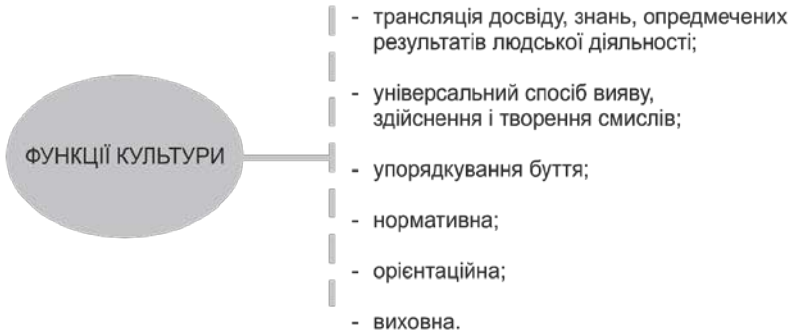 - трансляція досвіду, знань, опредмечених
результатів людської діяльності;
- універсальний спосіб вияву,
здійснення і творення смислів;
ФУНКЦІЇ КУЛЬТУРИ
- упорядкування буття;
- нормативна;
- орієнтаційна;
- виховна.